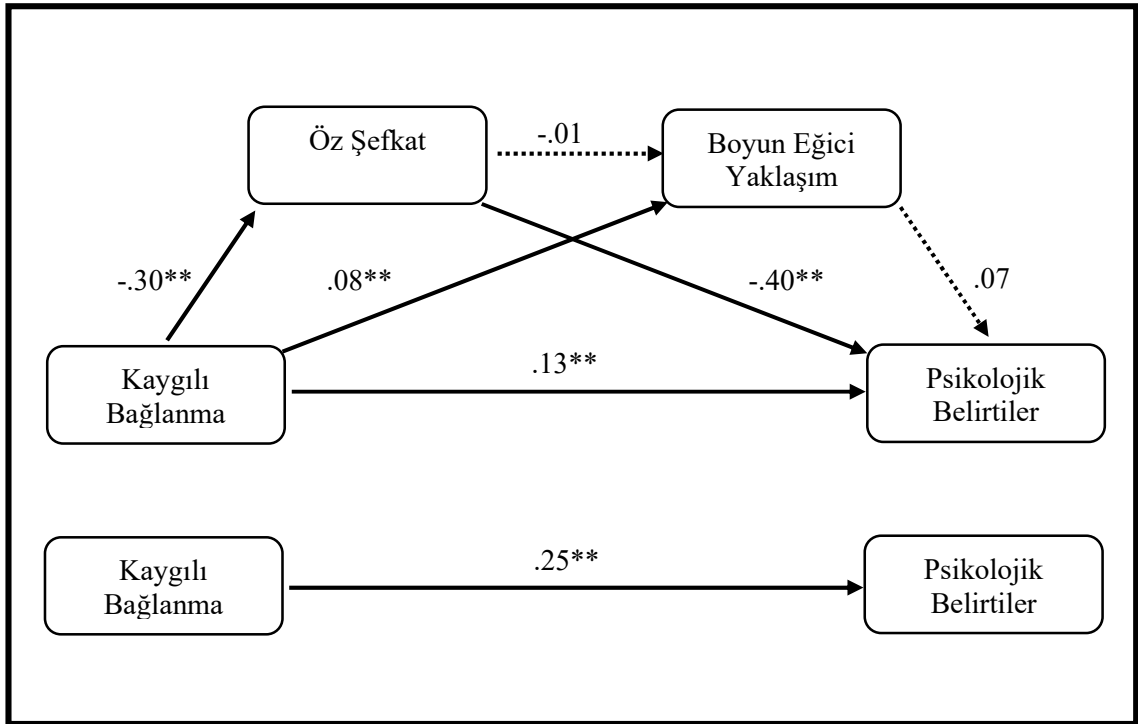 Öz Şefkat
-.01
Boyun Eğici
Yaklaşım
-.30**
.08**
-.40**
.07
Kaygılı
Bağlanma
.13**
Psikolojik
Belirtiler
Kaygılı
Bağlanma
.25**
Psikolojik
Belirtiler